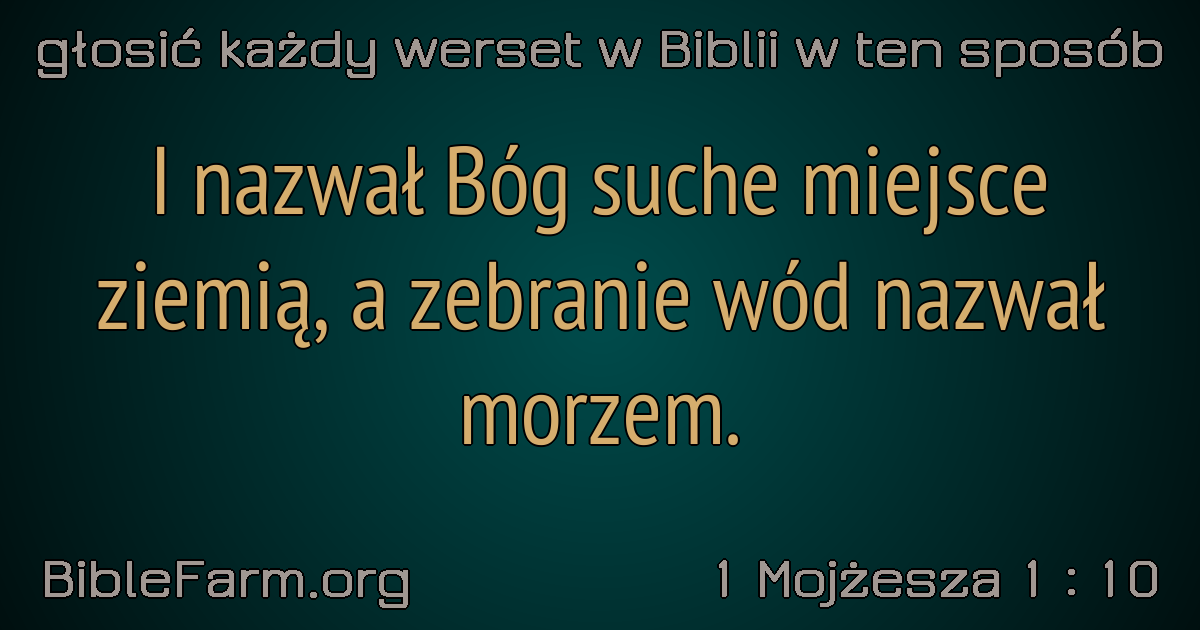 głosić każdy werset w Biblii w ten sposób
I nazwał Bóg suche miejsce
ziemią, a zebranie wód nazwał
morzem.
BibleFarm.org
1 Mojżesza 1 : 10